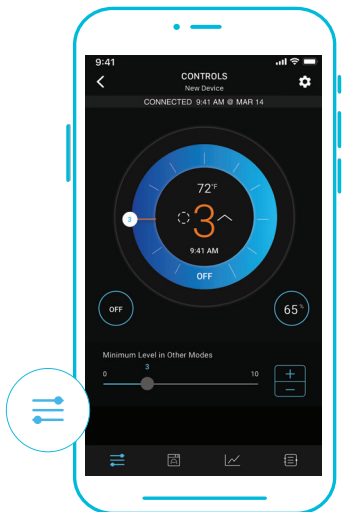 9:41
CONTROLS
New Device
CONNECTED 9:41 AM @ MAR 14
72°F
3
3
9:41 AM
OFF
OFF
65
Minimum Level in Other Modes
3
0 10
+
−